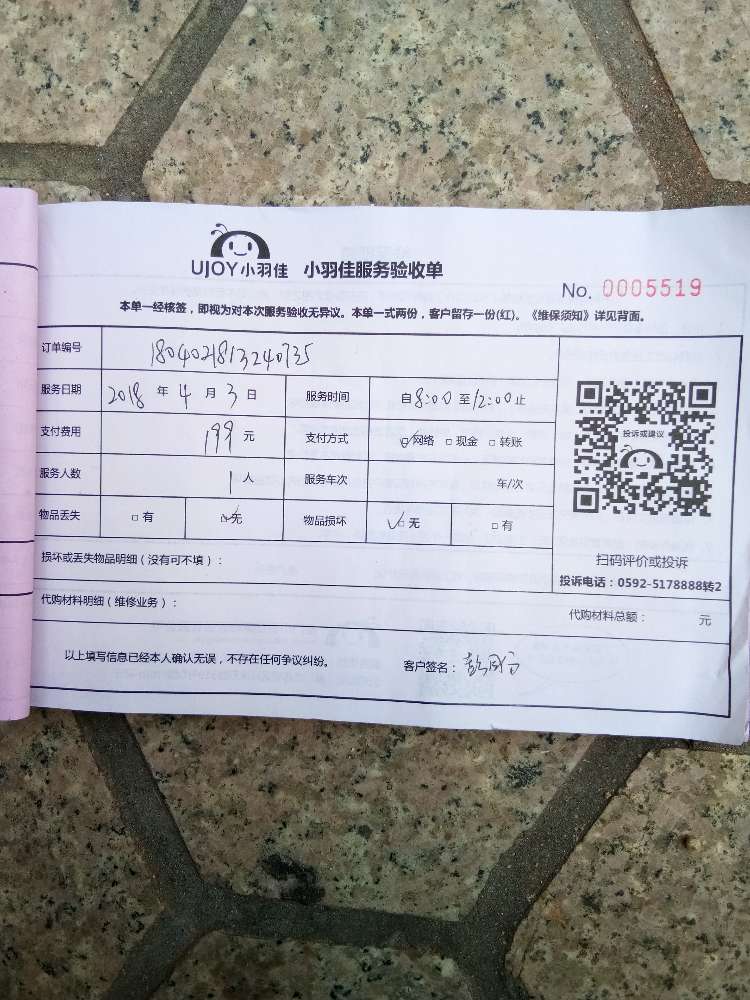 UJOY小羽佳 小羽佳服务验收单
No. 0005519
本单一经核签，即视为对本次服务验收无异议。本单一式两份，客户留存一份(红)。《维保须知》详见背面。
订单编号 180402813240735
服务日期 2018 年 4 月 3 日 服务时间 自 8:00 至 12:00 止
支付费用 199 元 支付方式 ☑网络 □现金 □转账
服务人数 1 人 服务车次 车/次
物品丢失 □有 ☑无 物品损坏 ☑无 □有
投诉或建议
扫码评价或投诉
投诉电话：0592-5178888转2
损坏或丢失物品明细（没有可不填）：
代购材料明细（维修业务）： 代购材料总额： 元
以上填写信息已经本人确认无误，不存在任何争议纠纷。 客户签名：